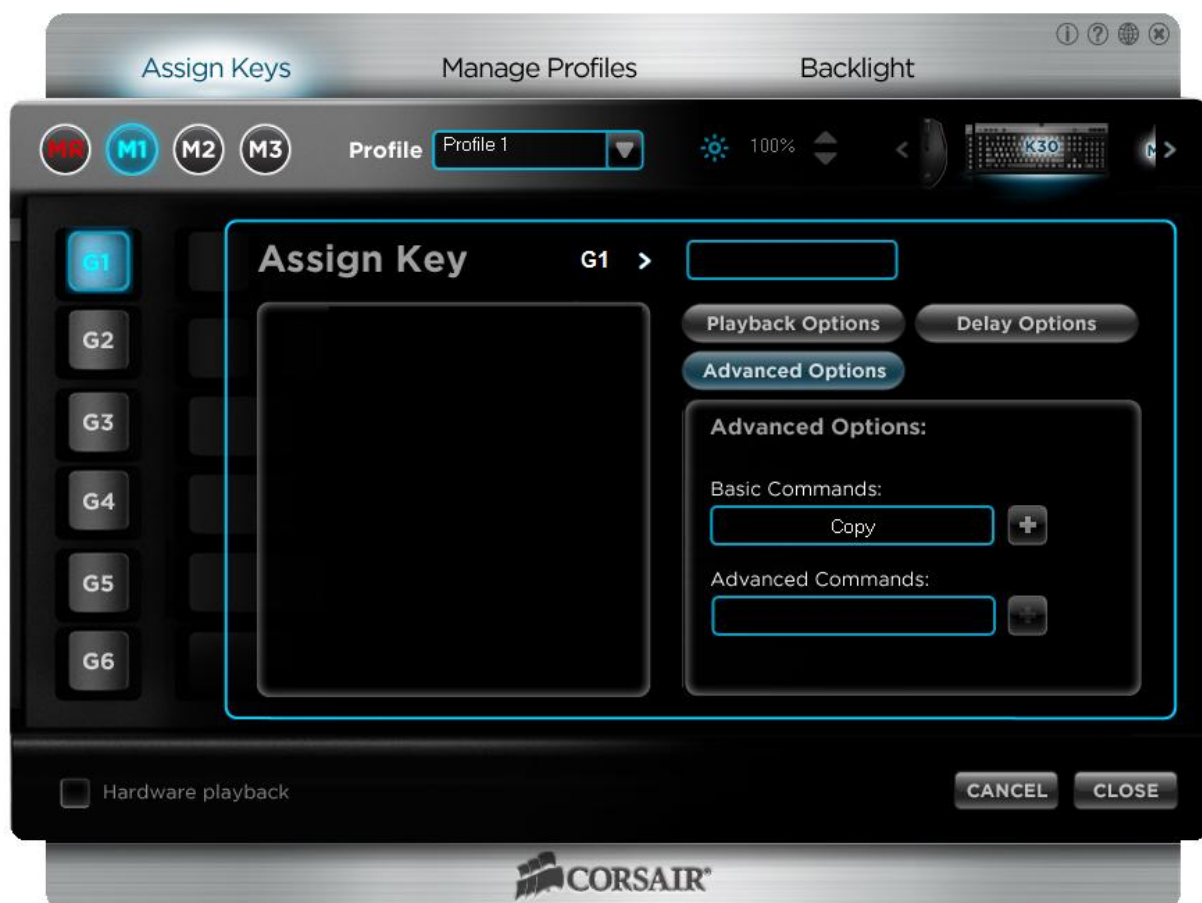 Assign Keys Manage Profiles Backlight
MR M1 M2 M3 Profile Profile 1 100% K30
G1 Assign Key G1 >
G2 Playback Options Delay Options
Advanced Options
G3 Advanced Options:
G4 Basic Commands:
Copy
G5 Advanced Commands:
G6
Hardware playback CANCEL CLOSE
CORSAIR